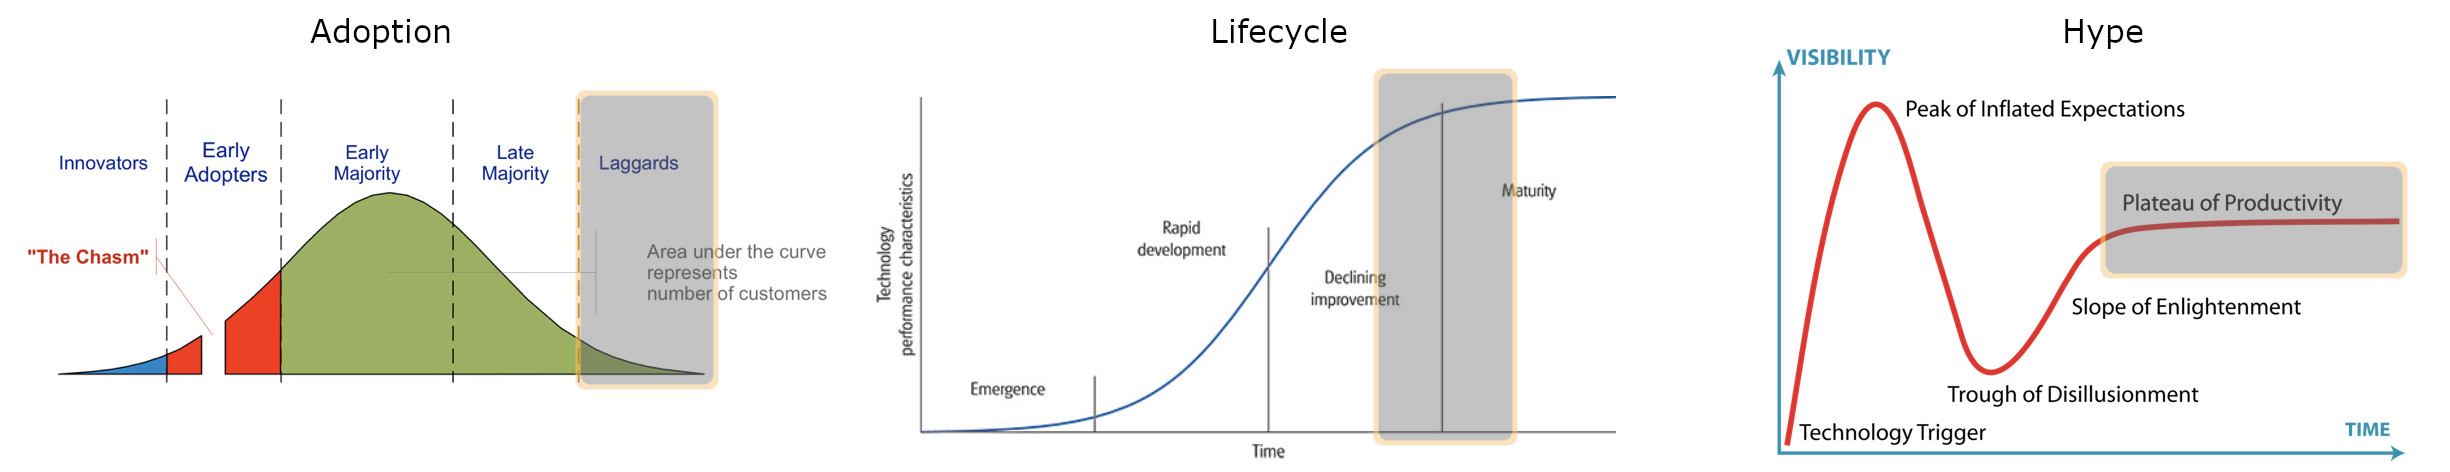 Adoption
Innovators
Early
Adopters
Early
Majority
Late
Majority
Laggards
"The Chasm"
Area under the curve
represents
number of customers
Lifecycle
Technology
performance characteristics
Emergence
Rapid
development
Declining
improvement
Maturity
Time
Hype
VISIBILITY
Peak of Inflated Expectations
Plateau of Productivity
Slope of Enlightenment
Trough of Disillusionment
Technology Trigger
TIME